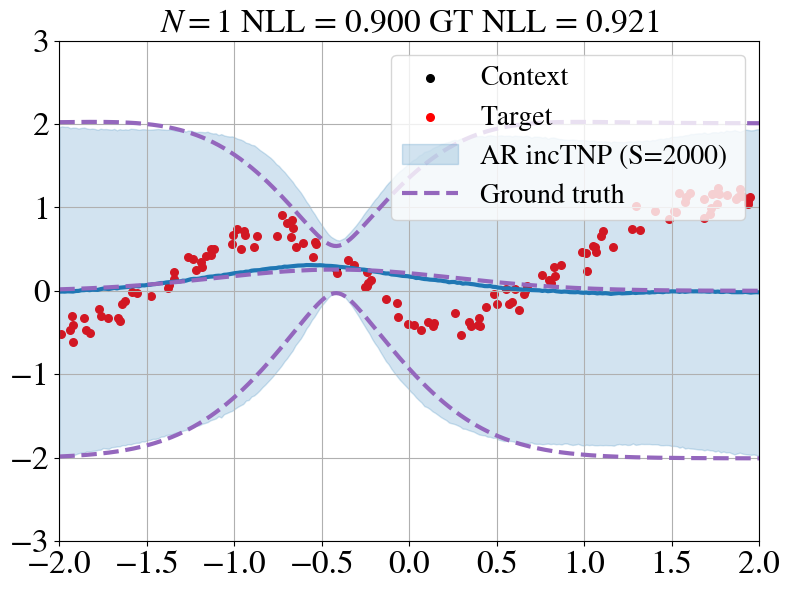 N = 1 NLL = 0.900 GT NLL = 0.921
3
2
1
0
−1
−2
−3
Context
Target
AR incTNP (S=2000)
Ground truth
−2.0 −1.5 −1.0 −0.5 0.0 0.5 1.0 1.5 2.0